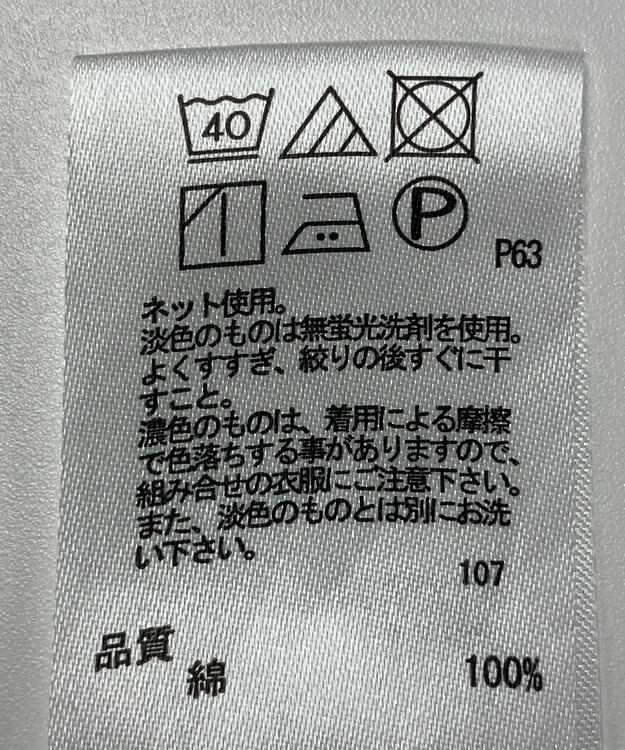 40
P
P63
ネット使用。
淡色のものは無蛍光洗剤を使用。
よくすすぎ、絞りの後すぐに干
すこと。
濃色のものは、着用による摩擦
で色落ちする事がありますので、
組み合せの衣服にご注意下さい。
また、淡色のものとは別にお洗
い下さい。
107
品質
綿 100%